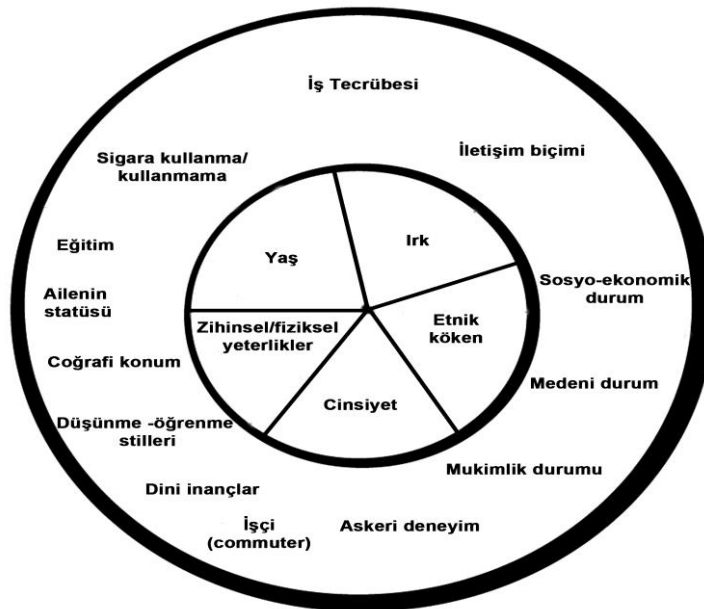 İş Tecrübesi
İletişim biçimi
Sigara kullanma/
kullanmama
Yaş
Irk
Eğitim
Sosyo-ekonomik
durum
Ailenin
statüsü
Zihinsel/fiziksel
yeterlikler
Etnik
köken
Coğrafi konum
Medeni durum
Cinsiyet
Düşünme -öğrenme
stilleri
Mukimlik durumu
Dini inançlar
İşçi
(commuter)
Askeri deneyim